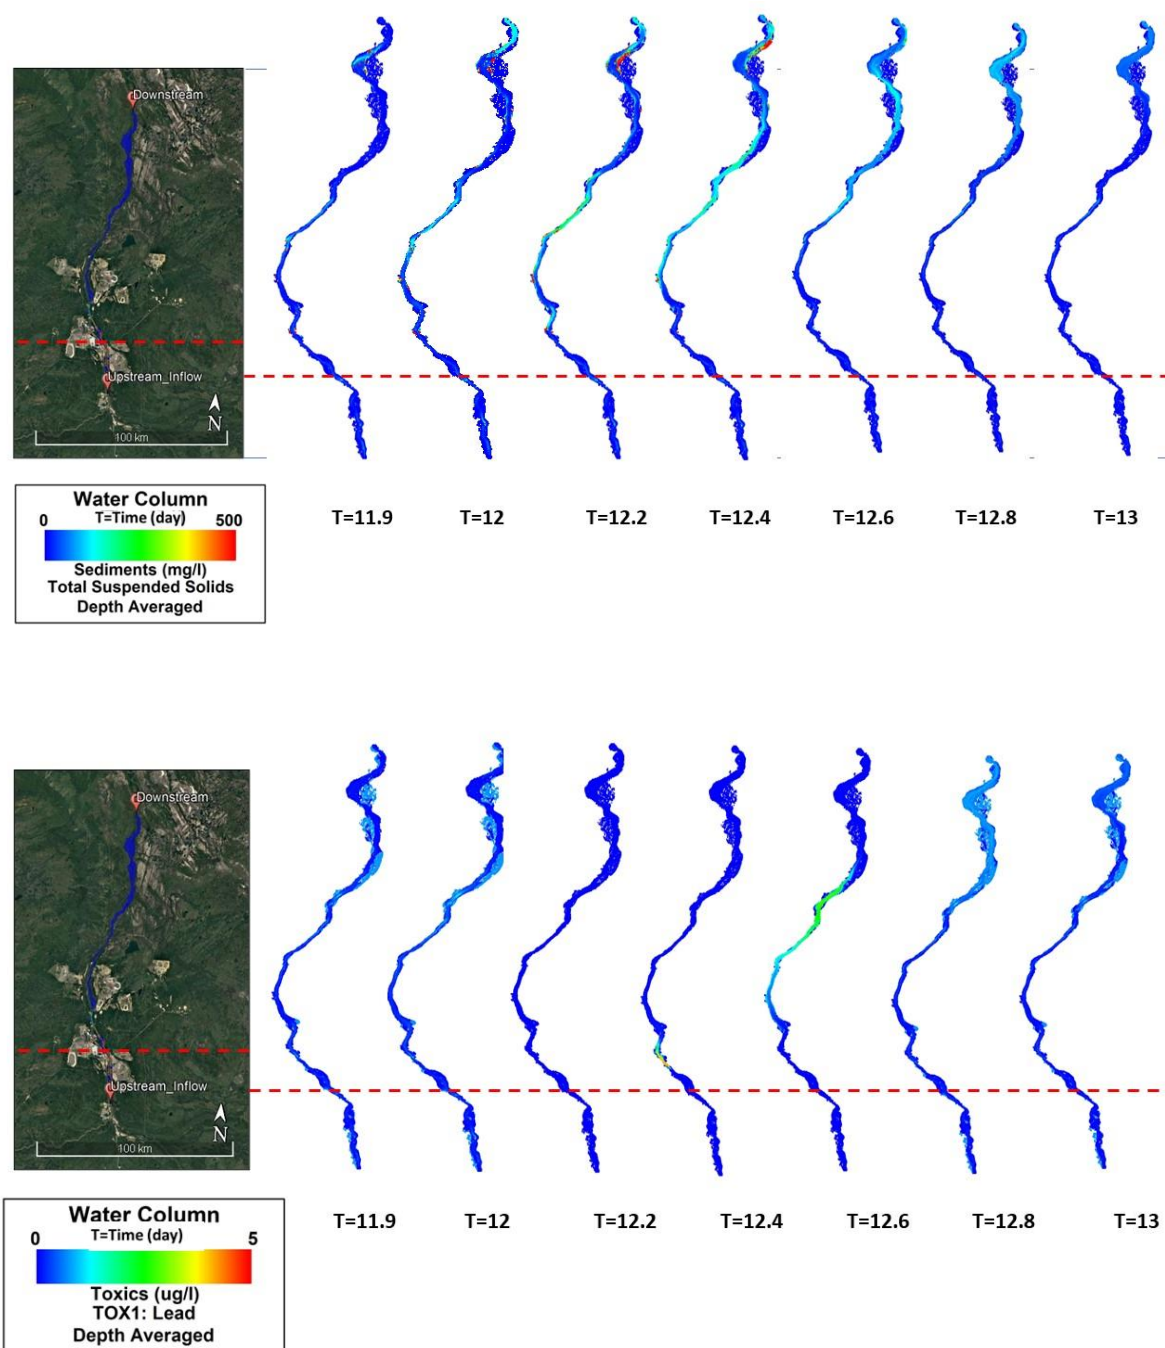 Downstream
Upstream_Inflow
N
100 km
Water Column
T=Time (day)
0 500
Sediments (mg/l)
Total Suspended Solids
Depth Averaged
T=11.9 T=12 T=12.2 T=12.4 T=12.6 T=12.8 T=13
Downstream
Upstream_Inflow
N
100 km
Water Column
T=Time (day)
0 5
Toxics (ug/l)
TOX1: Lead
Depth Averaged
T=11.9 T=12 T=12.2 T=12.4 T=12.6 T=12.8 T=13